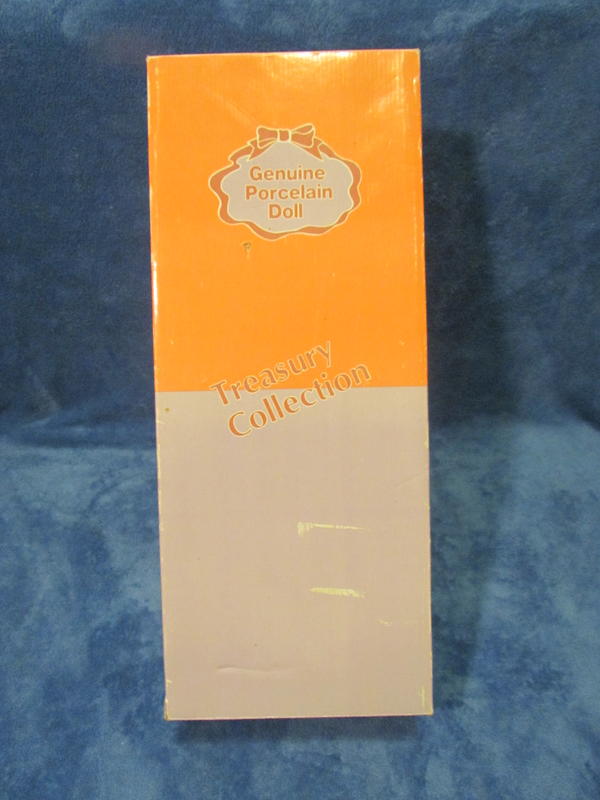 Genuine
Porcelain
Doll
Treasury
Collection